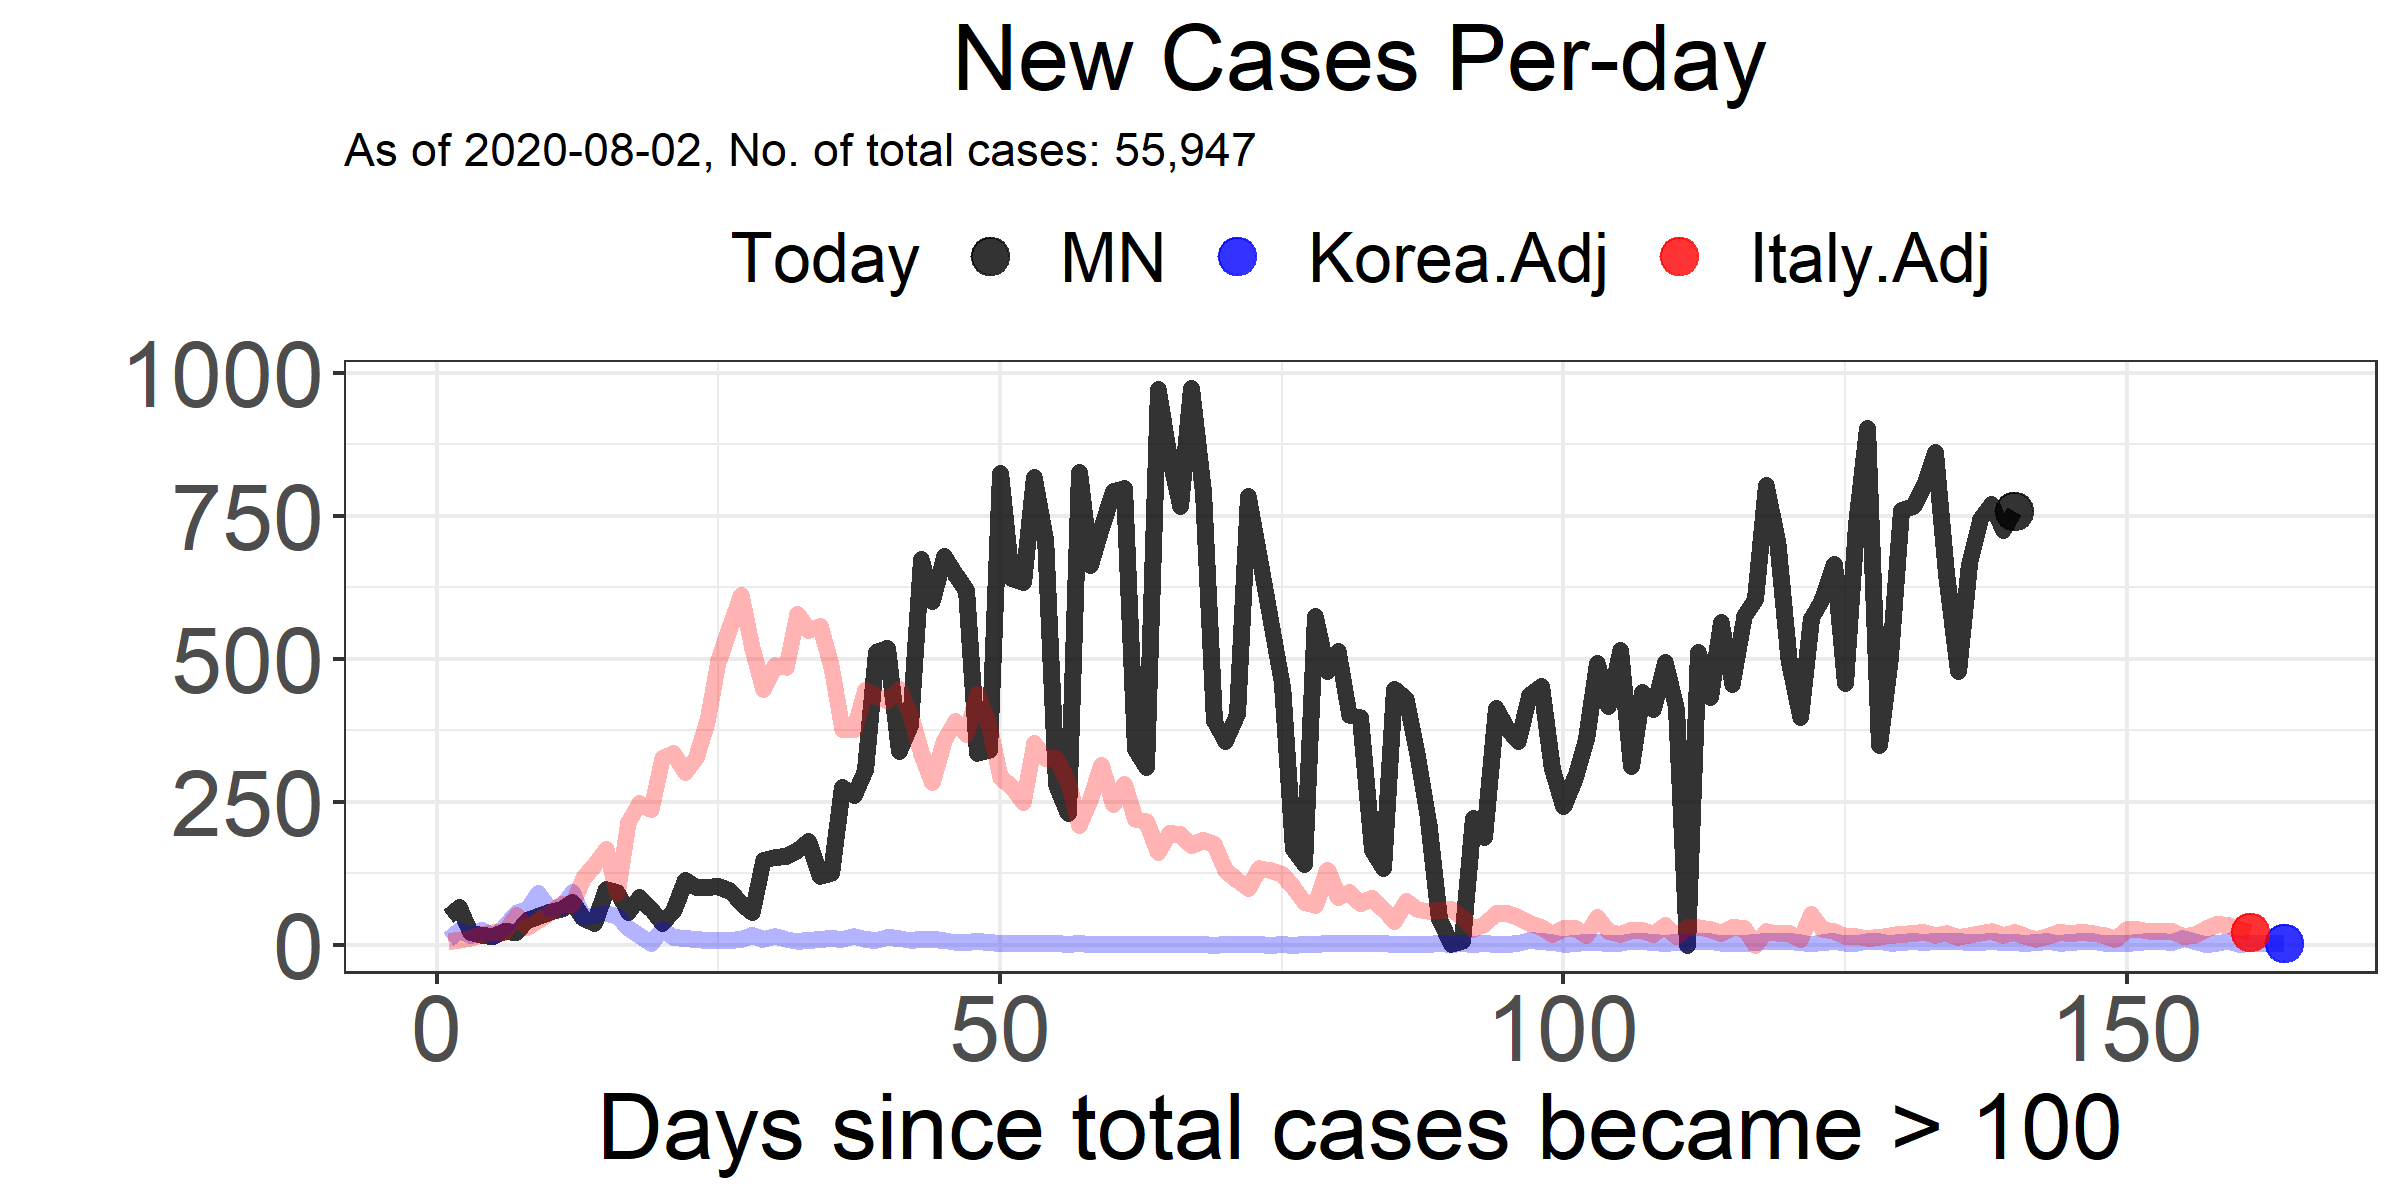 New Cases Per-day
As of 2020-08-02, No. of total cases: 55,947
Today MN Korea.Adj Italy.Adj
1000
750
500
250
0
0 50 100 150
Days since total cases became > 100